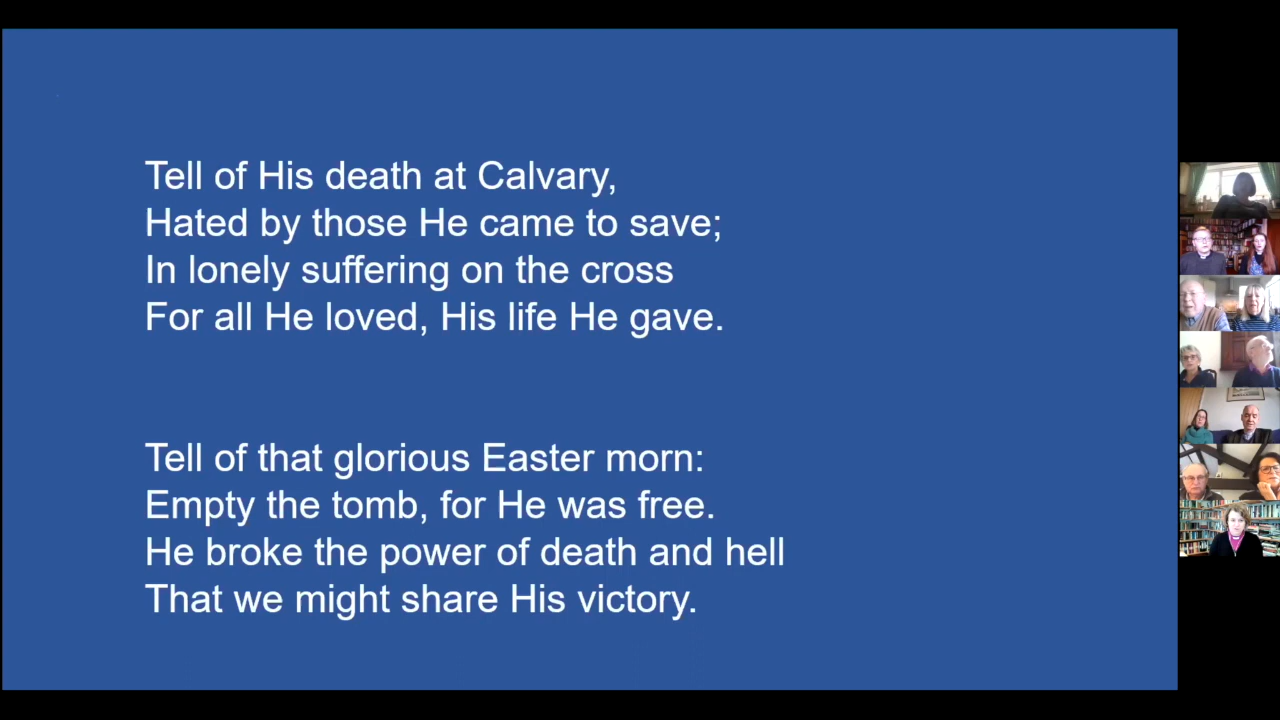 Tell of His death at Calvary,
Hated by those He came to save;
In lonely suffering on the cross
For all He loved, His life He gave.
Tell of that glorious Easter morn:
Empty the tomb, for He was free.
He broke the power of death and hell
That we might share His victory.